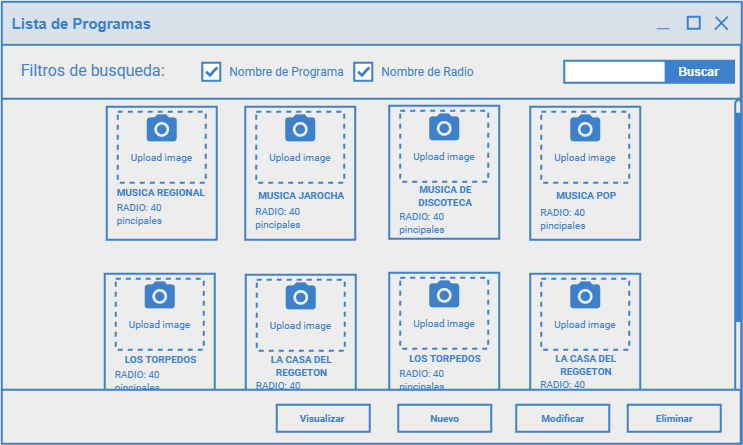 Lista de Programas
Filtros de busqueda:
Nombre de Programa
Nombre de Radio
Buscar
Upload image
MUSICA REGIONAL
RADIO: 40
pincipales
Upload image
MUSICA JAROCHA
RADIO: 40
pincipales
Upload image
MUSICA DE
DISCOTECA
RADIO: 40
pincipales
Upload image
MUSICA POP
RADIO: 40
pincipales
Upload image
LOS TORPEDOS
RADIO: 40
pincipales
Upload image
LA CASA DEL
REGGETON
RADIO: 40
Upload image
LOS TORPEDOS
RADIO: 40
pincipales
Upload image
LA CASA DEL
REGGETON
RADIO: 40
Visualizar
Nuevo
Modificar
Eliminar